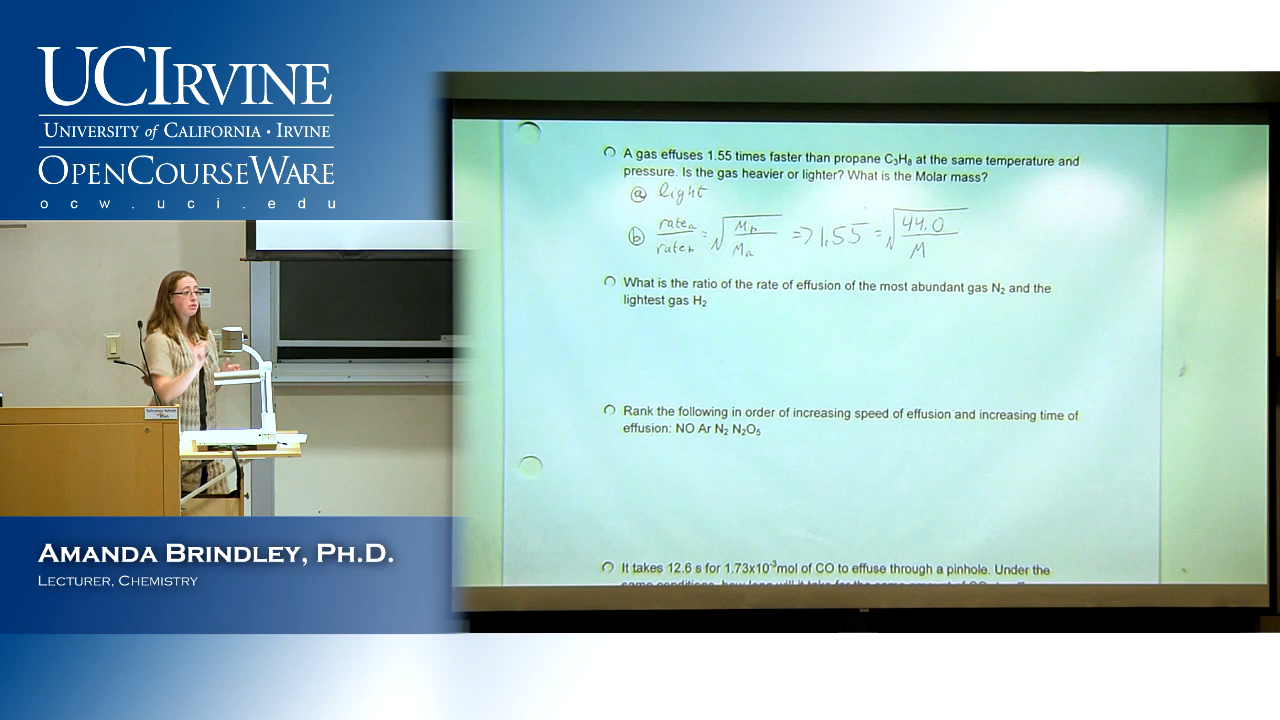 UCIRVINE
UNIVERSITY of CALIFORNIA · IRVINE
OPENCOURSEWARE
ocw.uci.edu
AMANDA BRINDLEY, PH.D.
LECTURER, CHEMISTRY
A gas effuses 1.55 times faster than propane C₃H₈ at the same temperature and
pressure. Is the gas heavier or lighter? What is the Molar mass?
ⓐ light
ⓑ rateₐ/rate_b = √(M_b/Mₐ) => 1.55 = √(44.0/M)
What is the ratio of the rate of effusion of the most abundant gas N₂ and the
lightest gas H₂
Rank the following in order of increasing speed of effusion and increasing time of
effusion: NO Ar N₂ N₂O₅
It takes 12.6 s for 1.73x10⁻³mol of CO to effuse through a pinhole. Under the